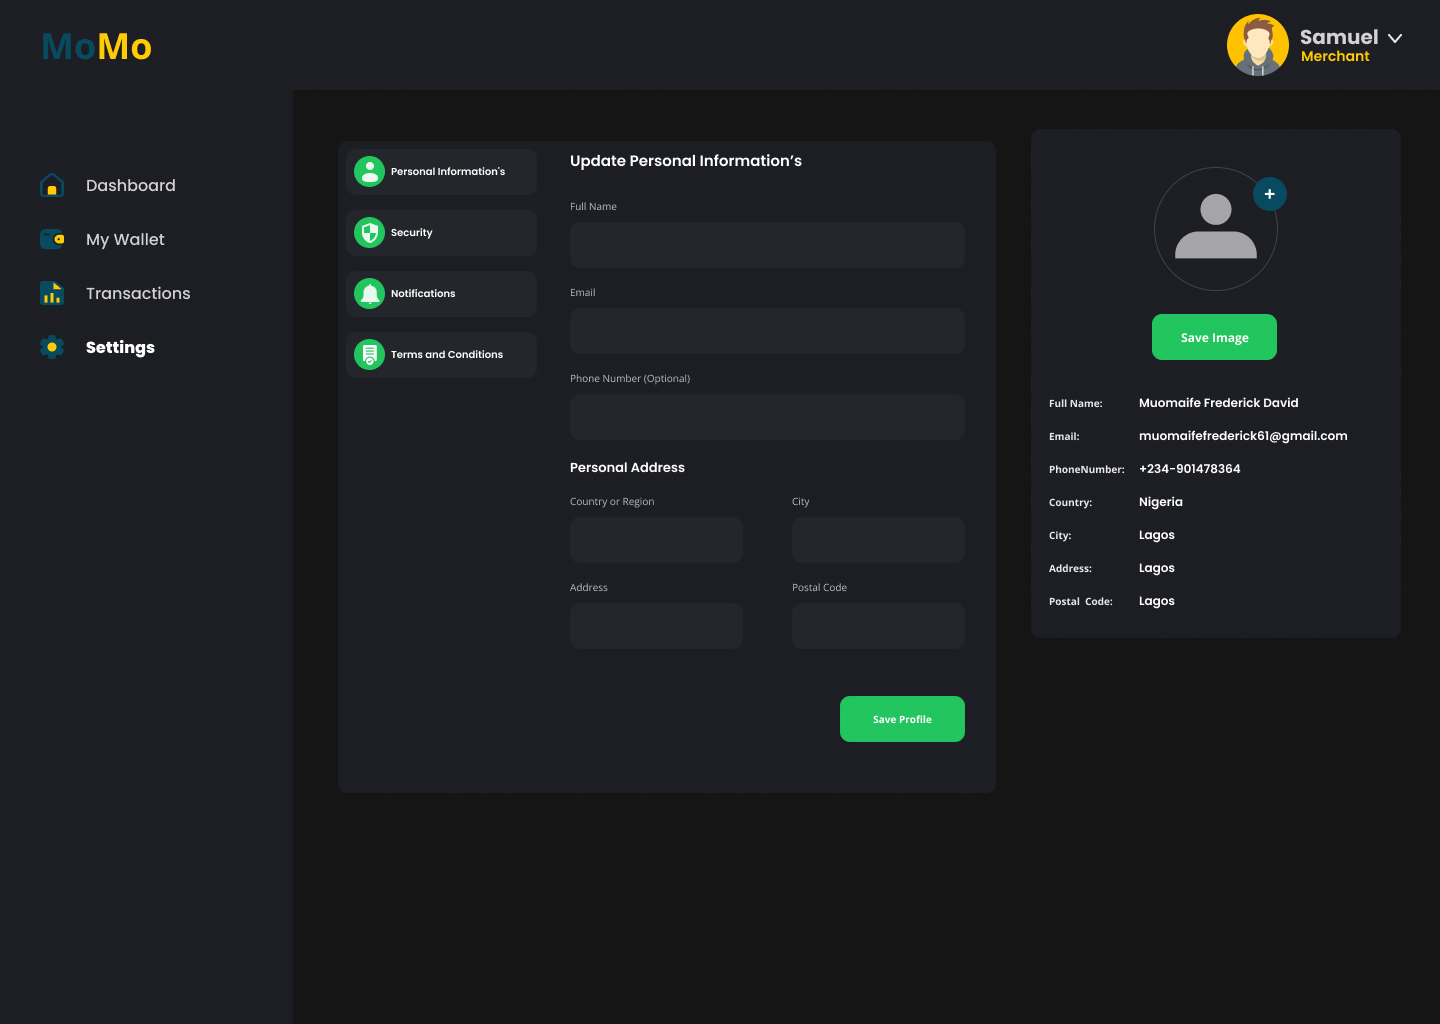 MoMo
Samuel
Merchant
Dashboard
My Wallet
Transactions
Settings
Personal Information's
Security
Notifications
Terms and Conditions
Update Personal Information’s
Full Name
Email
Phone Number (Optional)
Personal Address
Country or Region City
Address Postal Code
Save Profile
+
Save Image
Full Name: Muomaife Frederick David
Email: muomaifefrederick61@gmail.com
PhoneNumber: +234-901478364
Country: Nigeria
City: Lagos
Address: Lagos
Postal Code: Lagos